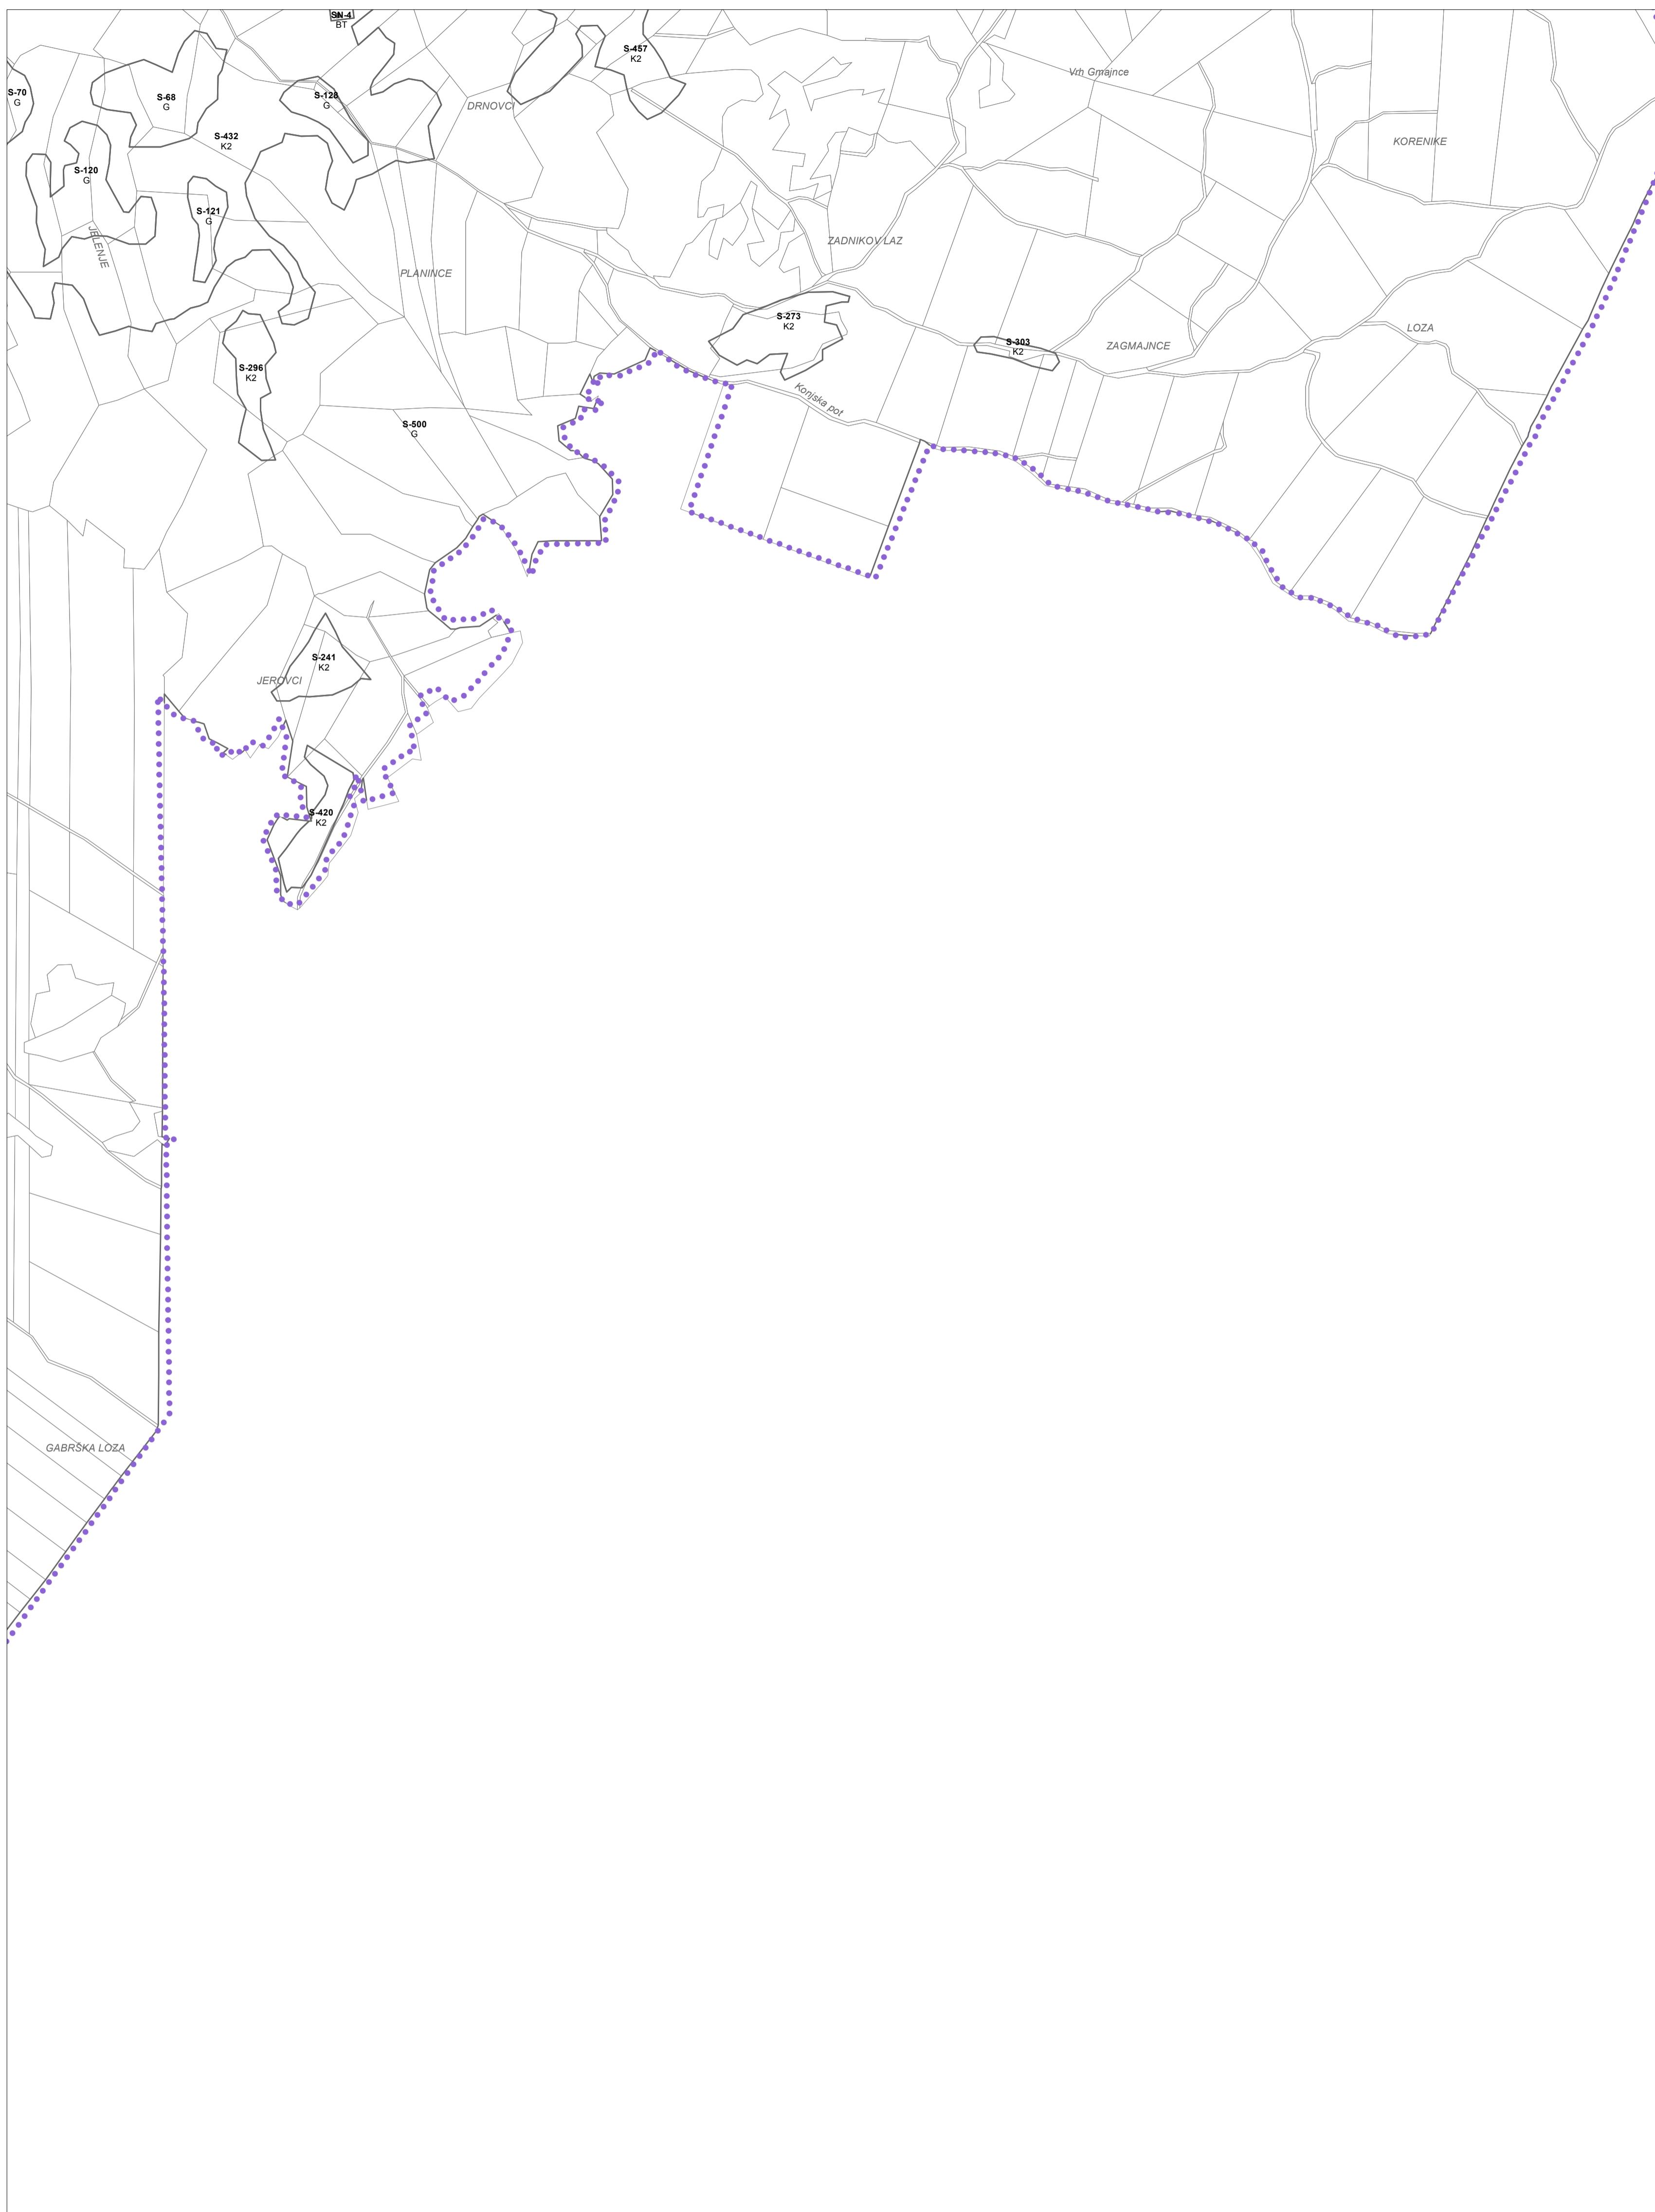 SN-4
BT
S-457
K2
Vrh Gmajnce
S-70
G
S-68
G
S-128
G
DRNOVCI
S-432
K2
KORENIKE
S-120
G
S-121
G
JELENJE
ZADNIKOV LAZ
PLANINCE
S-273
K2
LOZA
S-303
K2
ZAGMAJNCE
S-296
K2
Konjska pot
S-500
G
S-241
K2
JEROVCI
S-420
K2
GABRŠKA LOZA